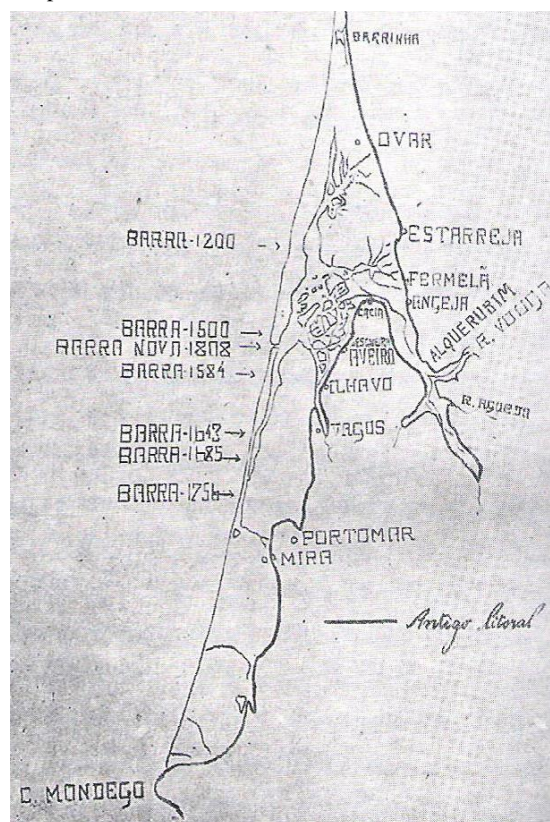 BARRINHA
OVAR
BARRA-1200
ESTARREJA
FERMELÃ
ANGEJA
CACIA
ALQUERUBIM
R. VOUGA
BARRA-1500
BARRA NOVA-1808
ESGUEIRA
AVEIRO
BARRA-1584
ILHAVO
R. AGUEDA
BARRA-1643
VAGOS
BARRA-1685
BARRA-1756
PORTOMAR
MIRA
Antigo litoral
C. MONDEGO